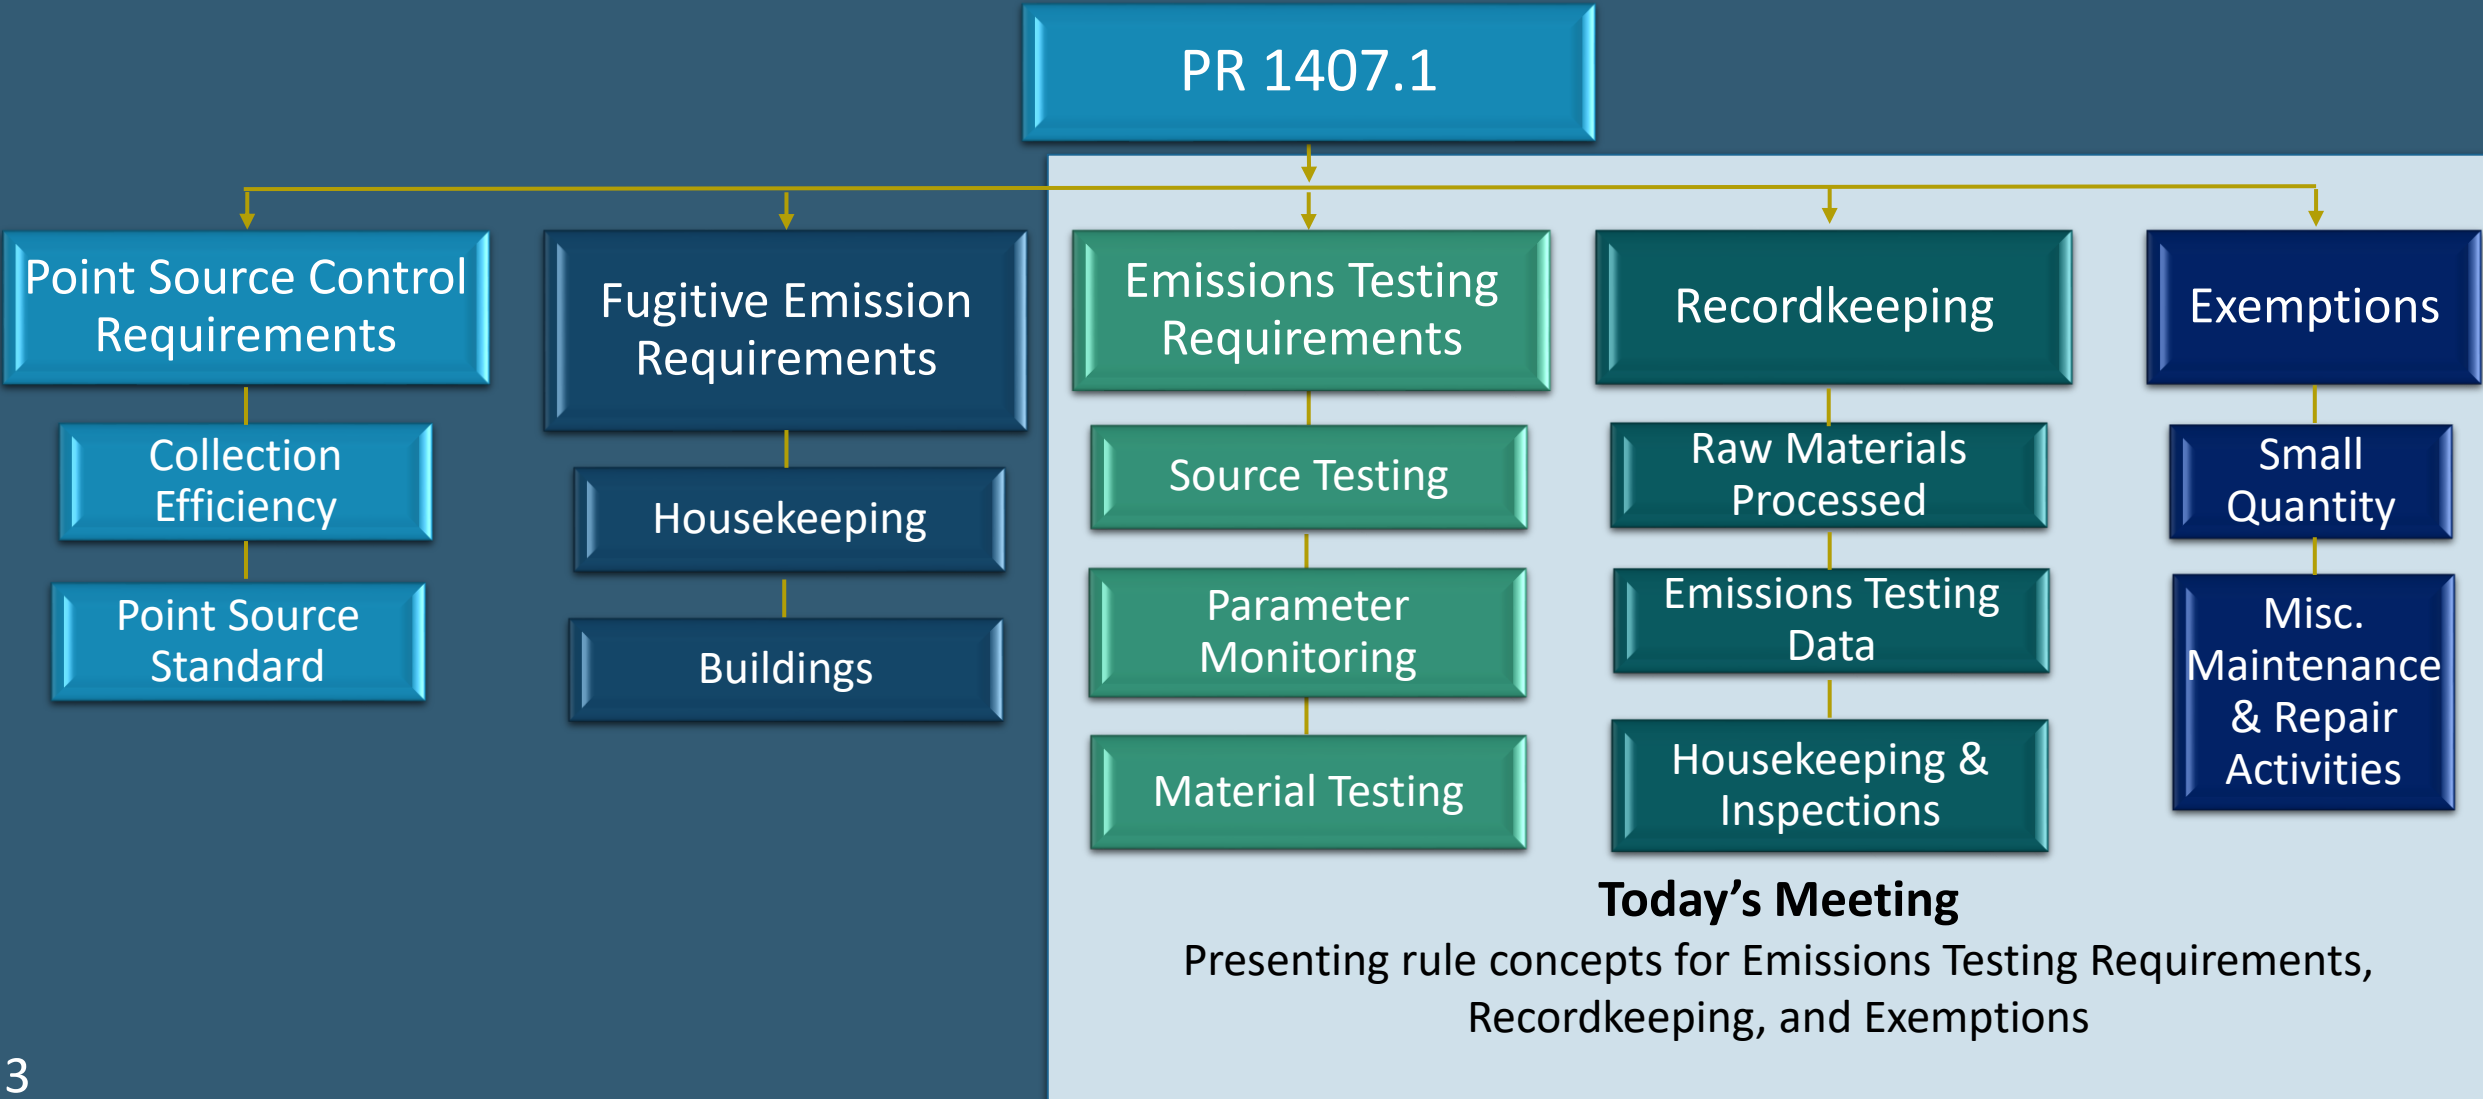 PR 1407.1
Point Source Control
Requirements
Collection
Efficiency
Point Source
Standard
Fugitive Emission
Requirements
Housekeeping
Buildings
Emissions Testing
Requirements
Source Testing
Parameter
Monitoring
Material Testing
Recordkeeping
Raw Materials
Processed
Emissions Testing
Data
Housekeeping &
Inspections
Exemptions
Small
Quantity
Misc.
Maintenance
& Repair
Activities
Today’s Meeting
Presenting rule concepts for Emissions Testing Requirements,
Recordkeeping, and Exemptions
3